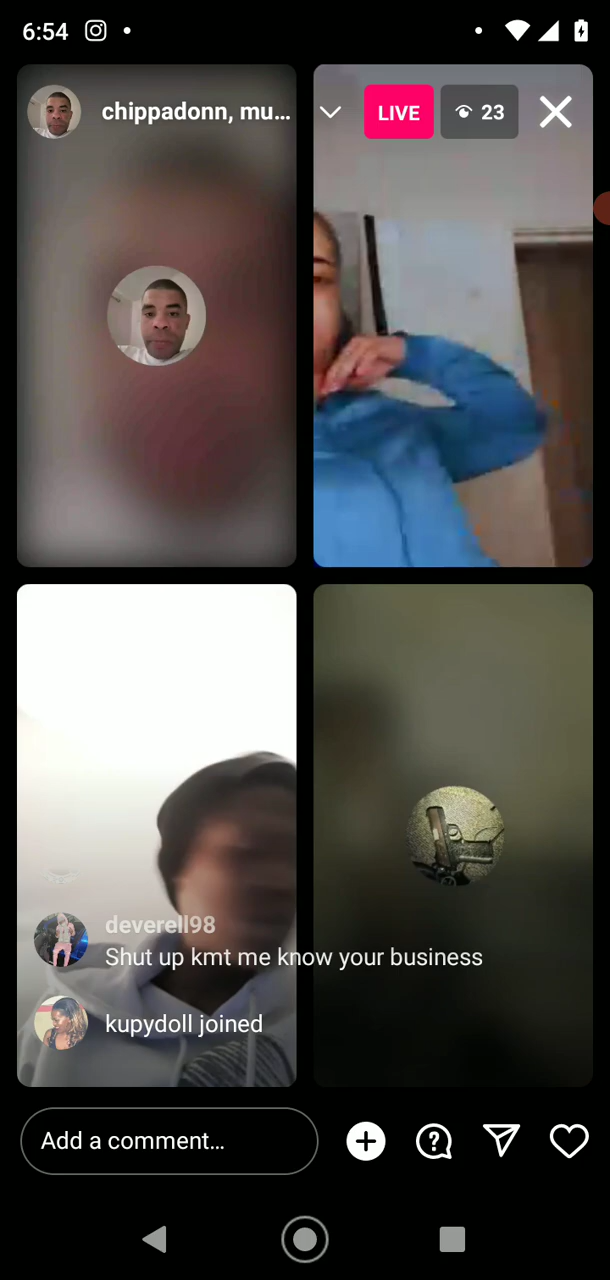 6:54
chippadonn, mu...
LIVE
23
deverell98
Shut up kmt me know your business
kupydoll joined
Add a comment...